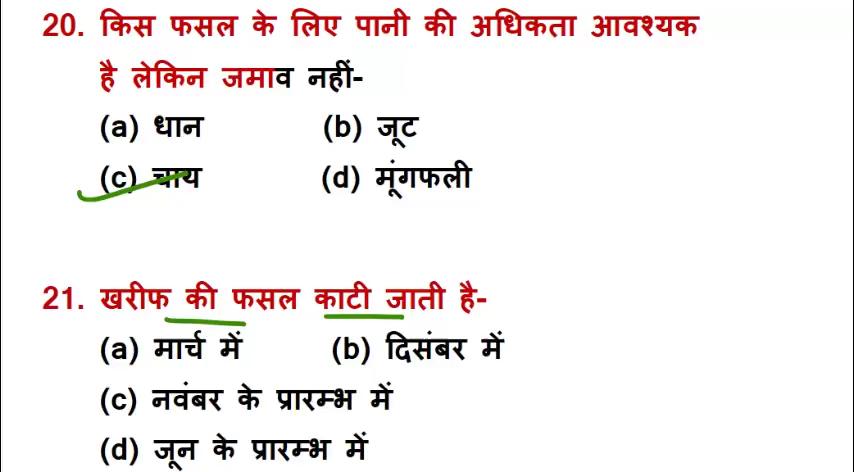 20. किस फसल के लिए पानी की अधिकता आवश्यक
है लेकिन जमाव नहीं-
(a) धान (b) जूट
(c) चाय (d) मूंगफली
21. खरीफ की फसल काटी जाती है-
(a) मार्च में (b) दिसंबर में
(c) नवंबर के प्रारम्भ में
(d) जून के प्रारम्भ में